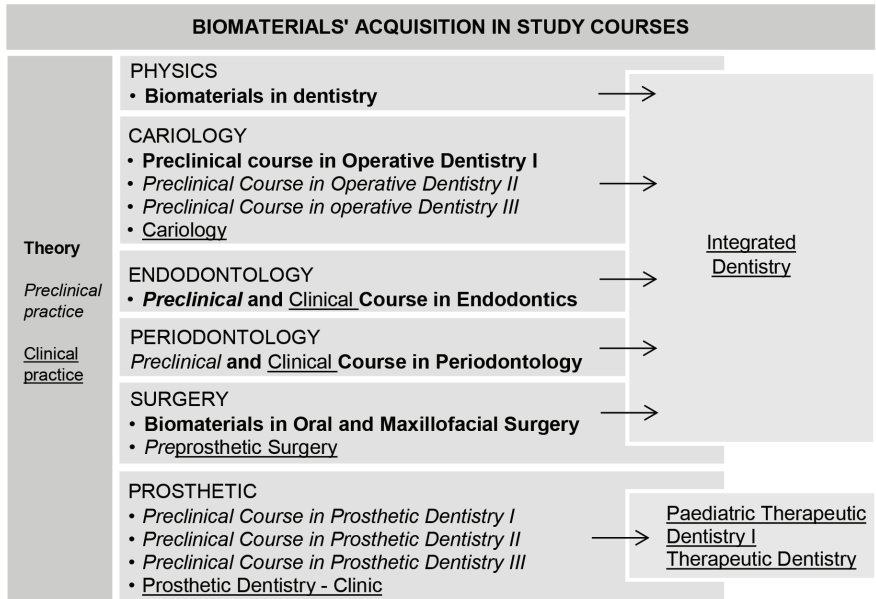 BIOMATERIALS' ACQUISITION IN STUDY COURSES
Theory
Preclinical
practice
Clinical
practice
PHYSICS
• Biomaterials in dentistry
CARIOLOGY
• Preclinical course in Operative Dentistry I
• Preclinical Course in Operative Dentistry II
• Preclinical Course in operative Dentistry III
• Cariology
ENDODONTOLOGY
• Preclinical and Clinical Course in Endodontics
PERIODONTOLOGY
Preclinical and Clinical Course in Periodontology
SURGERY
• Biomaterials in Oral and Maxillofacial Surgery
• Preprosthetic Surgery
Integrated
Dentistry
PROSTHETIC
• Preclinical Course in Prosthetic Dentistry I
• Preclinical Course in Prosthetic Dentistry II
• Preclinical Course in Prosthetic Dentistry III
• Prosthetic Dentistry - Clinic
Paediatric Therapeutic
Dentistry I
Therapeutic Dentistry